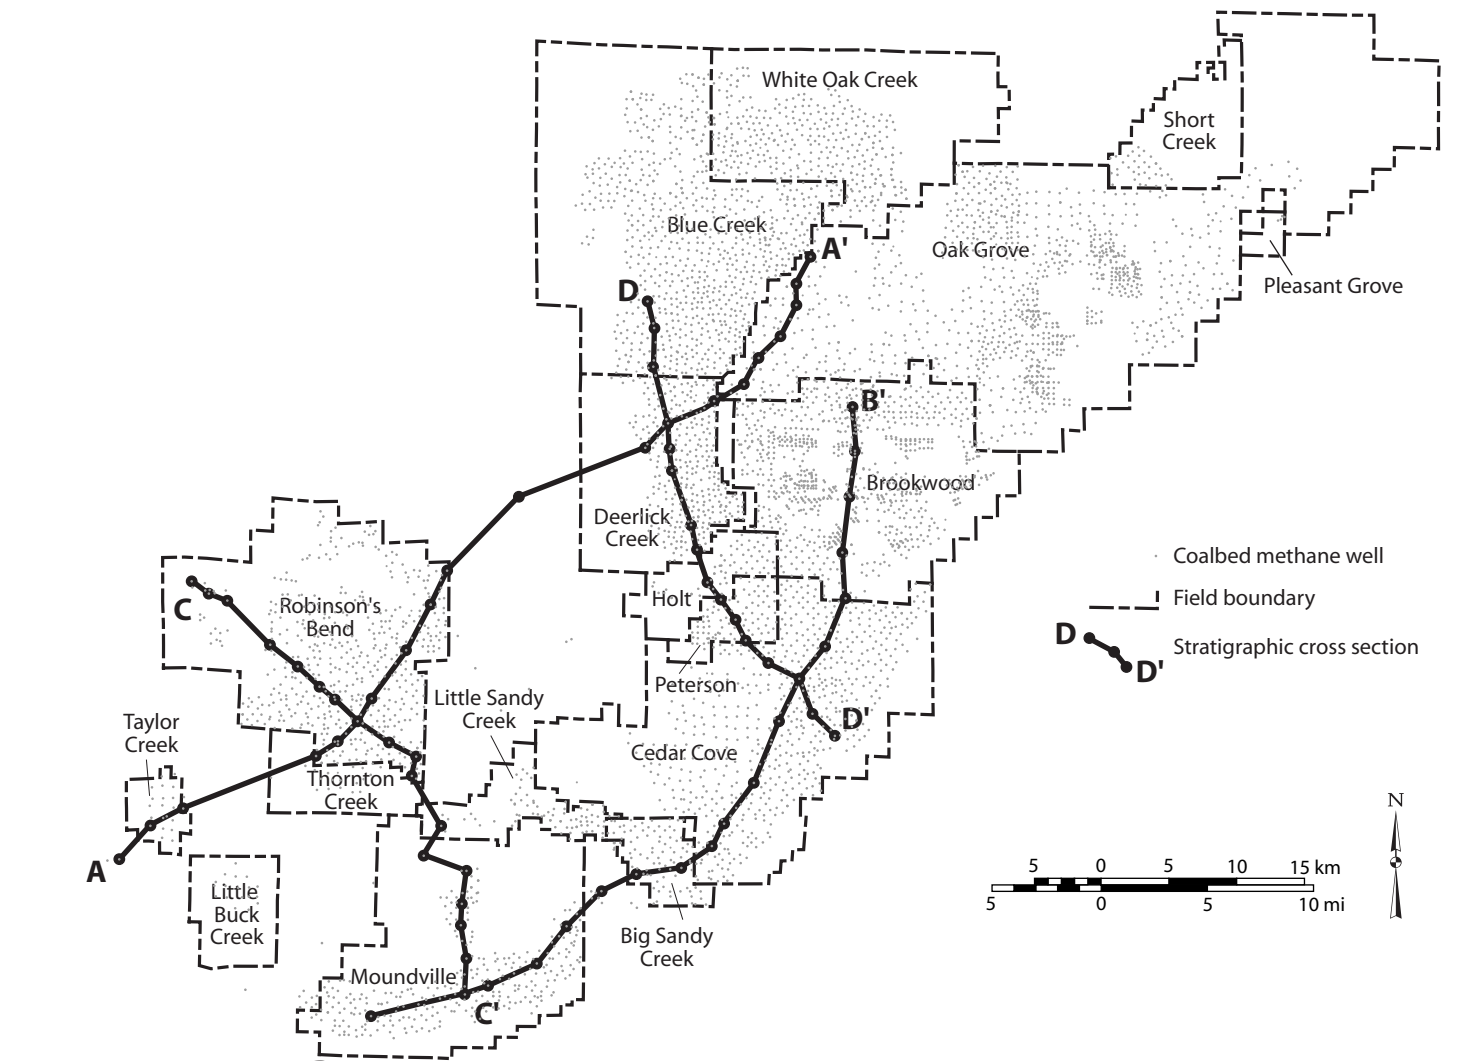 White Oak Creek
Short
Creek
Blue Creek
A'
Oak Grove
Pleasant Grove
D
B'
Brookwood
Deerlick
Creek
Coalbed methane well
Field boundary
D
D'
Stratigraphic cross section
C
Robinson's
Bend
Holt
Peterson
Little Sandy
Creek
D'
Taylor
Creek
Cedar Cove
Thornton
Creek
N
A
5 0 5 10 15 km
5 0 5 10 mi
Little
Buck
Creek
Big Sandy
Creek
Moundville
C'